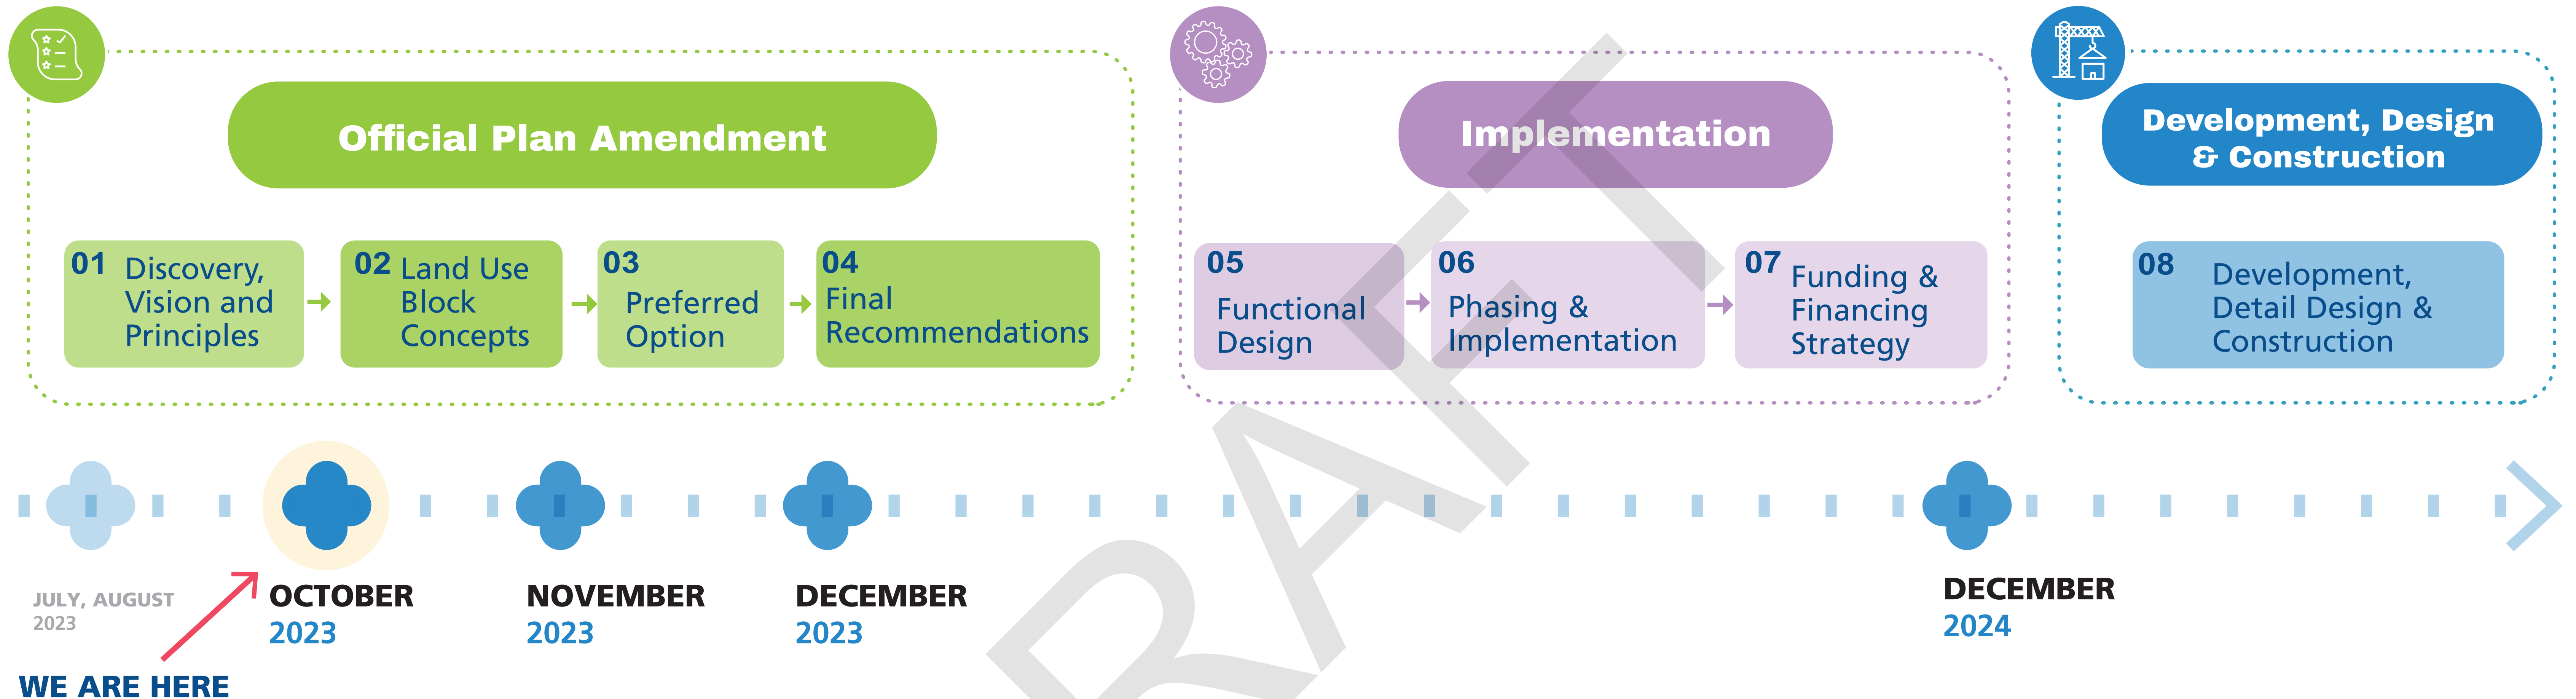 Official Plan Amendment
Implementation
Development, Design
& Construction
01 Discovery,
Vision and
Principles
02 Land Use
Block
Concepts
03
Preferred
Option
04
Final
Recommendations
05
Functional
Design
06
Phasing &
Implementation
07 Funding &
Financing
Strategy
08 Development,
Detail Design &
Construction
JULY, AUGUST
2023
OCTOBER
2023
NOVEMBER
2023
DECEMBER
2023
DECEMBER
2024
WE ARE HERE
RAFT